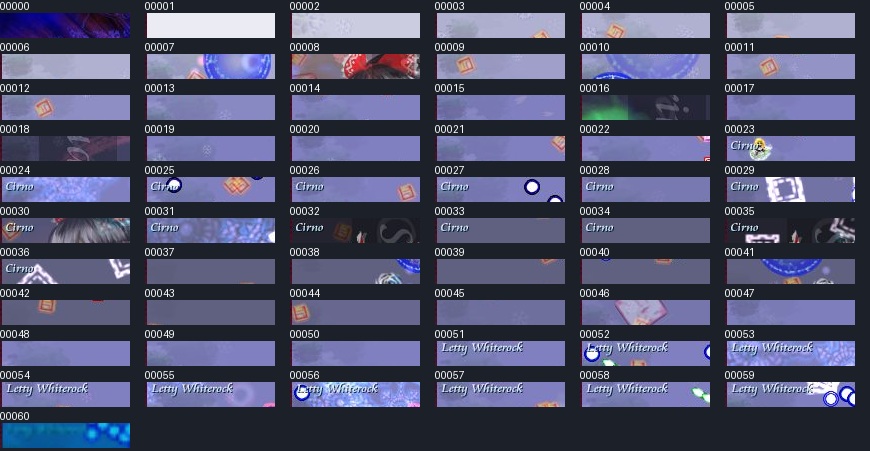 00000 00001 00002 00003 00004 00005
00006 00007 00008 00009 00010 00011
00012 00013 00014 00015 00016 00017
00018 00019 00020 00021 00022 00023
Cirno
00024 00025 00026 00027 00028 00029
Cirno Cirno Cirno Cirno Cirno Cirno
00030 00031 00032 00033 00034 00035
Cirno Cirno Cirno Cirno Cirno Cirno
00036 00037 00038 00039 00040 00041
Cirno
00042 00043 00044 00045 00046 00047
00048 00049 00050 00051 00052 00053
Letty Whiterock Letty Whiterock Letty Whiterock
00054 00055 00056 00057 00058 00059
Letty Whiterock Letty Whiterock Letty Whiterock Letty Whiterock Letty Whiterock Letty Whiterock
00060